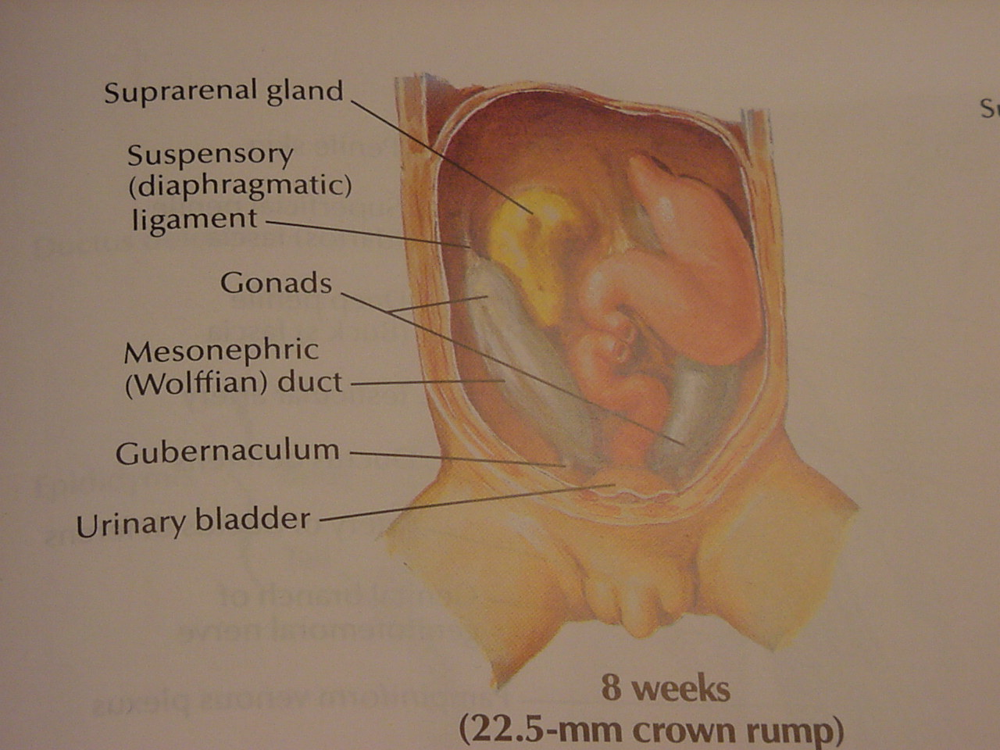 Suprarenal gland
Suspensory
(diaphragmatic)
ligament
Gonads
Mesonephric
(Wolffian) duct
Gubernaculum
Urinary bladder
8 weeks
(22.5-mm crown rump)